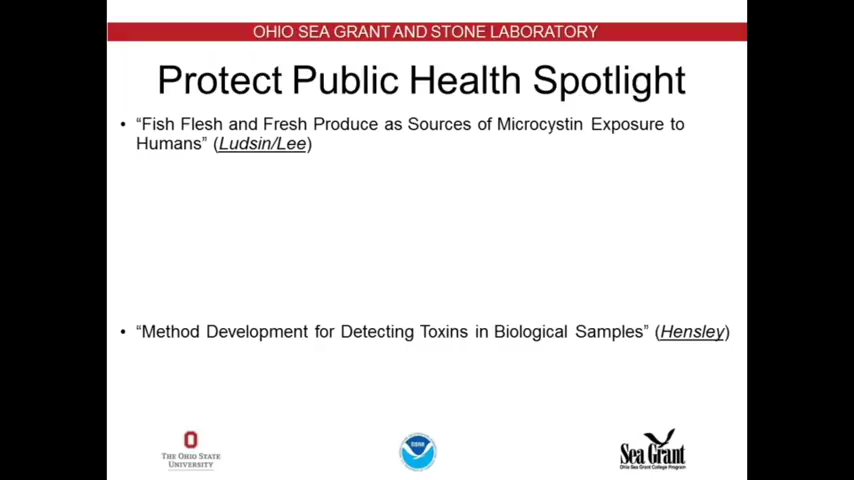 OHIO SEA GRANT AND STONE LABORATORY
Protect Public Health Spotlight
• “Fish Flesh and Fresh Produce as Sources of Microcystin Exposure to
Humans” (Ludsin/Lee)
• “Method Development for Detecting Toxins in Biological Samples” (Hensley)
THE OHIO STATE
UNIVERSITY
NOAA
Sea Grant
Ohio Sea Grant College Program